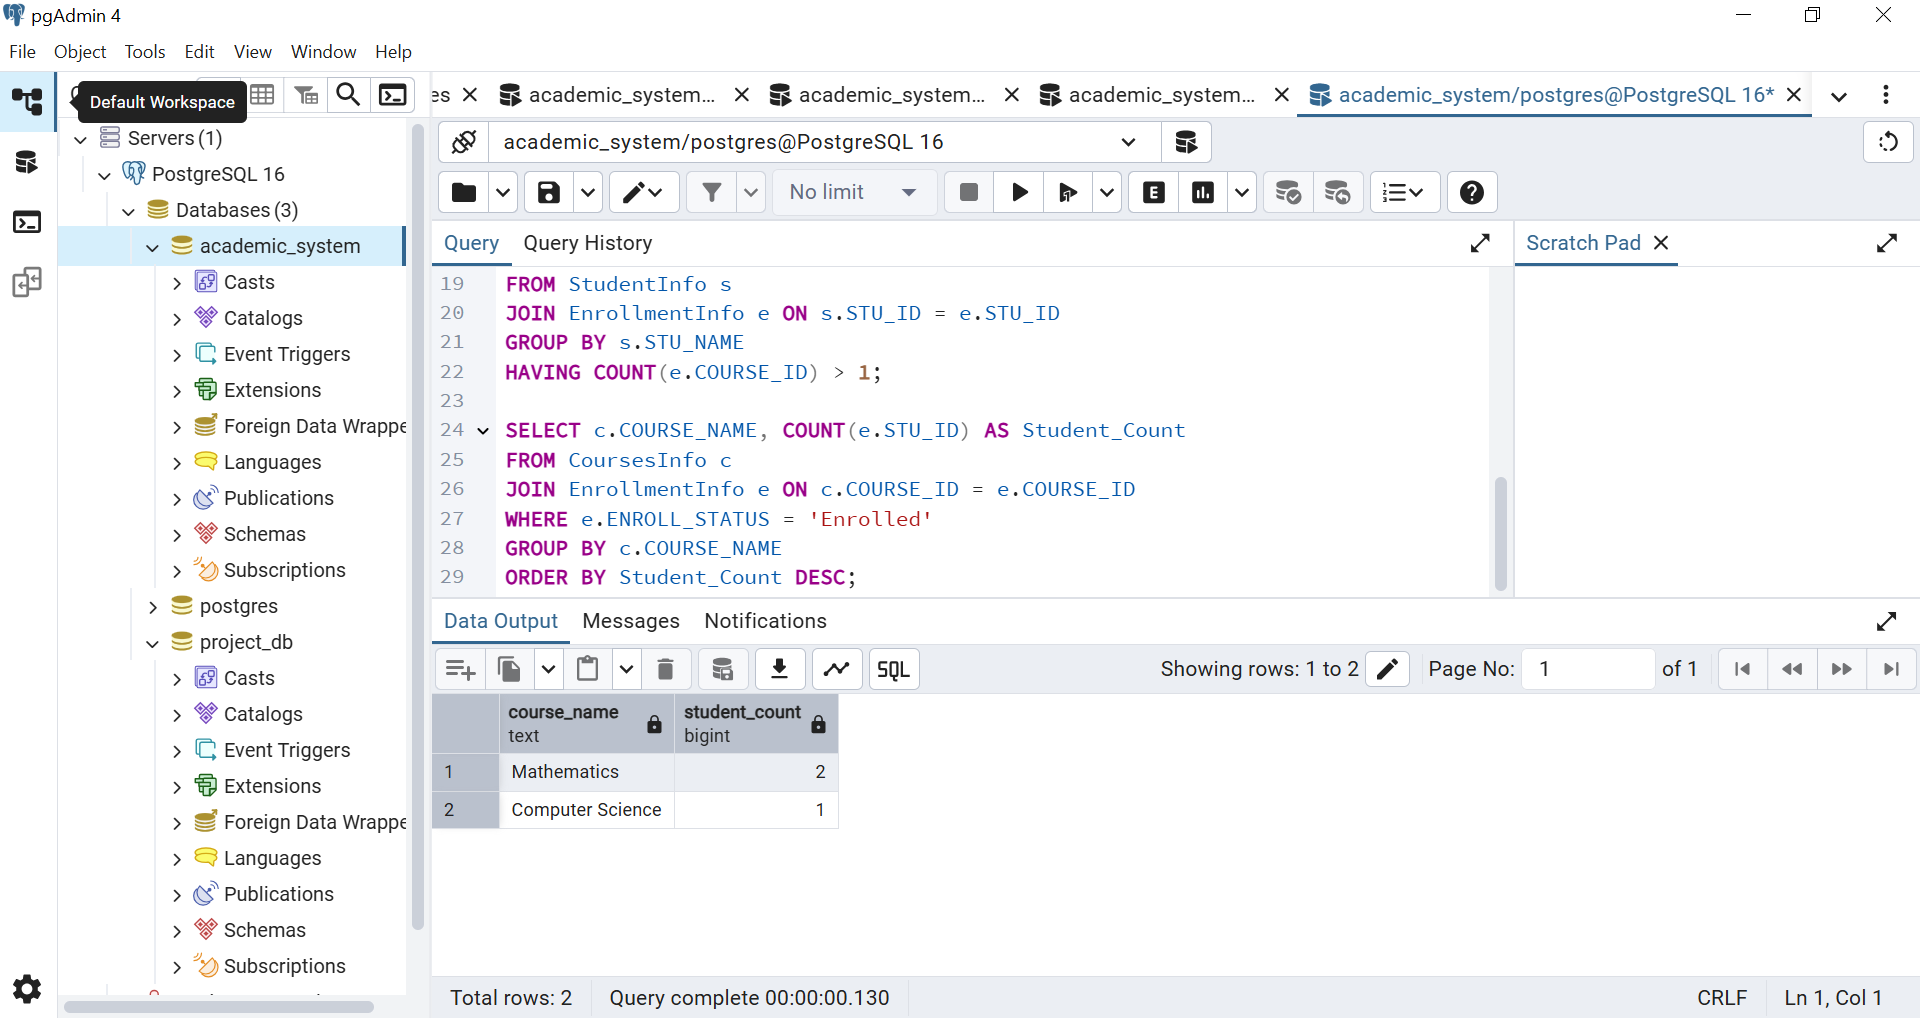 pgAdmin 4
File Object Tools Edit View Window Help
Default Workspace
es
academic_system...
academic_system...
academic_system...
academic_system/postgres@PostgreSQL 16*
Servers (1)
PostgreSQL 16
Databases (3)
academic_system
Casts
Catalogs
Event Triggers
Extensions
Foreign Data Wrappe
Languages
Publications
Schemas
Subscriptions
postgres
project_db
Casts
Catalogs
Event Triggers
Extensions
Foreign Data Wrappe
Languages
Publications
Schemas
Subscriptions
academic_system/postgres@PostgreSQL 16
No limit
E
Query Query History
Scratch Pad
19 FROM StudentInfo s
20 JOIN EnrollmentInfo e ON s.STU_ID = e.STU_ID
21 GROUP BY s.STU_NAME
22 HAVING COUNT(e.COURSE_ID) > 1;
23
24 SELECT c.COURSE_NAME, COUNT(e.STU_ID) AS Student_Count
25 FROM CoursesInfo c
26 JOIN EnrollmentInfo e ON c.COURSE_ID = e.COURSE_ID
27 WHERE e.ENROLL_STATUS = 'Enrolled'
28 GROUP BY c.COURSE_NAME
29 ORDER BY Student_Count DESC;
Data Output Messages Notifications
SQL
Showing rows: 1 to 2
Page No: 1 of 1
course_name student_count
text bigint
1 Mathematics 2
2 Computer Science 1
Total rows: 2 Query complete 00:00:00.130 CRLF Ln 1, Col 1